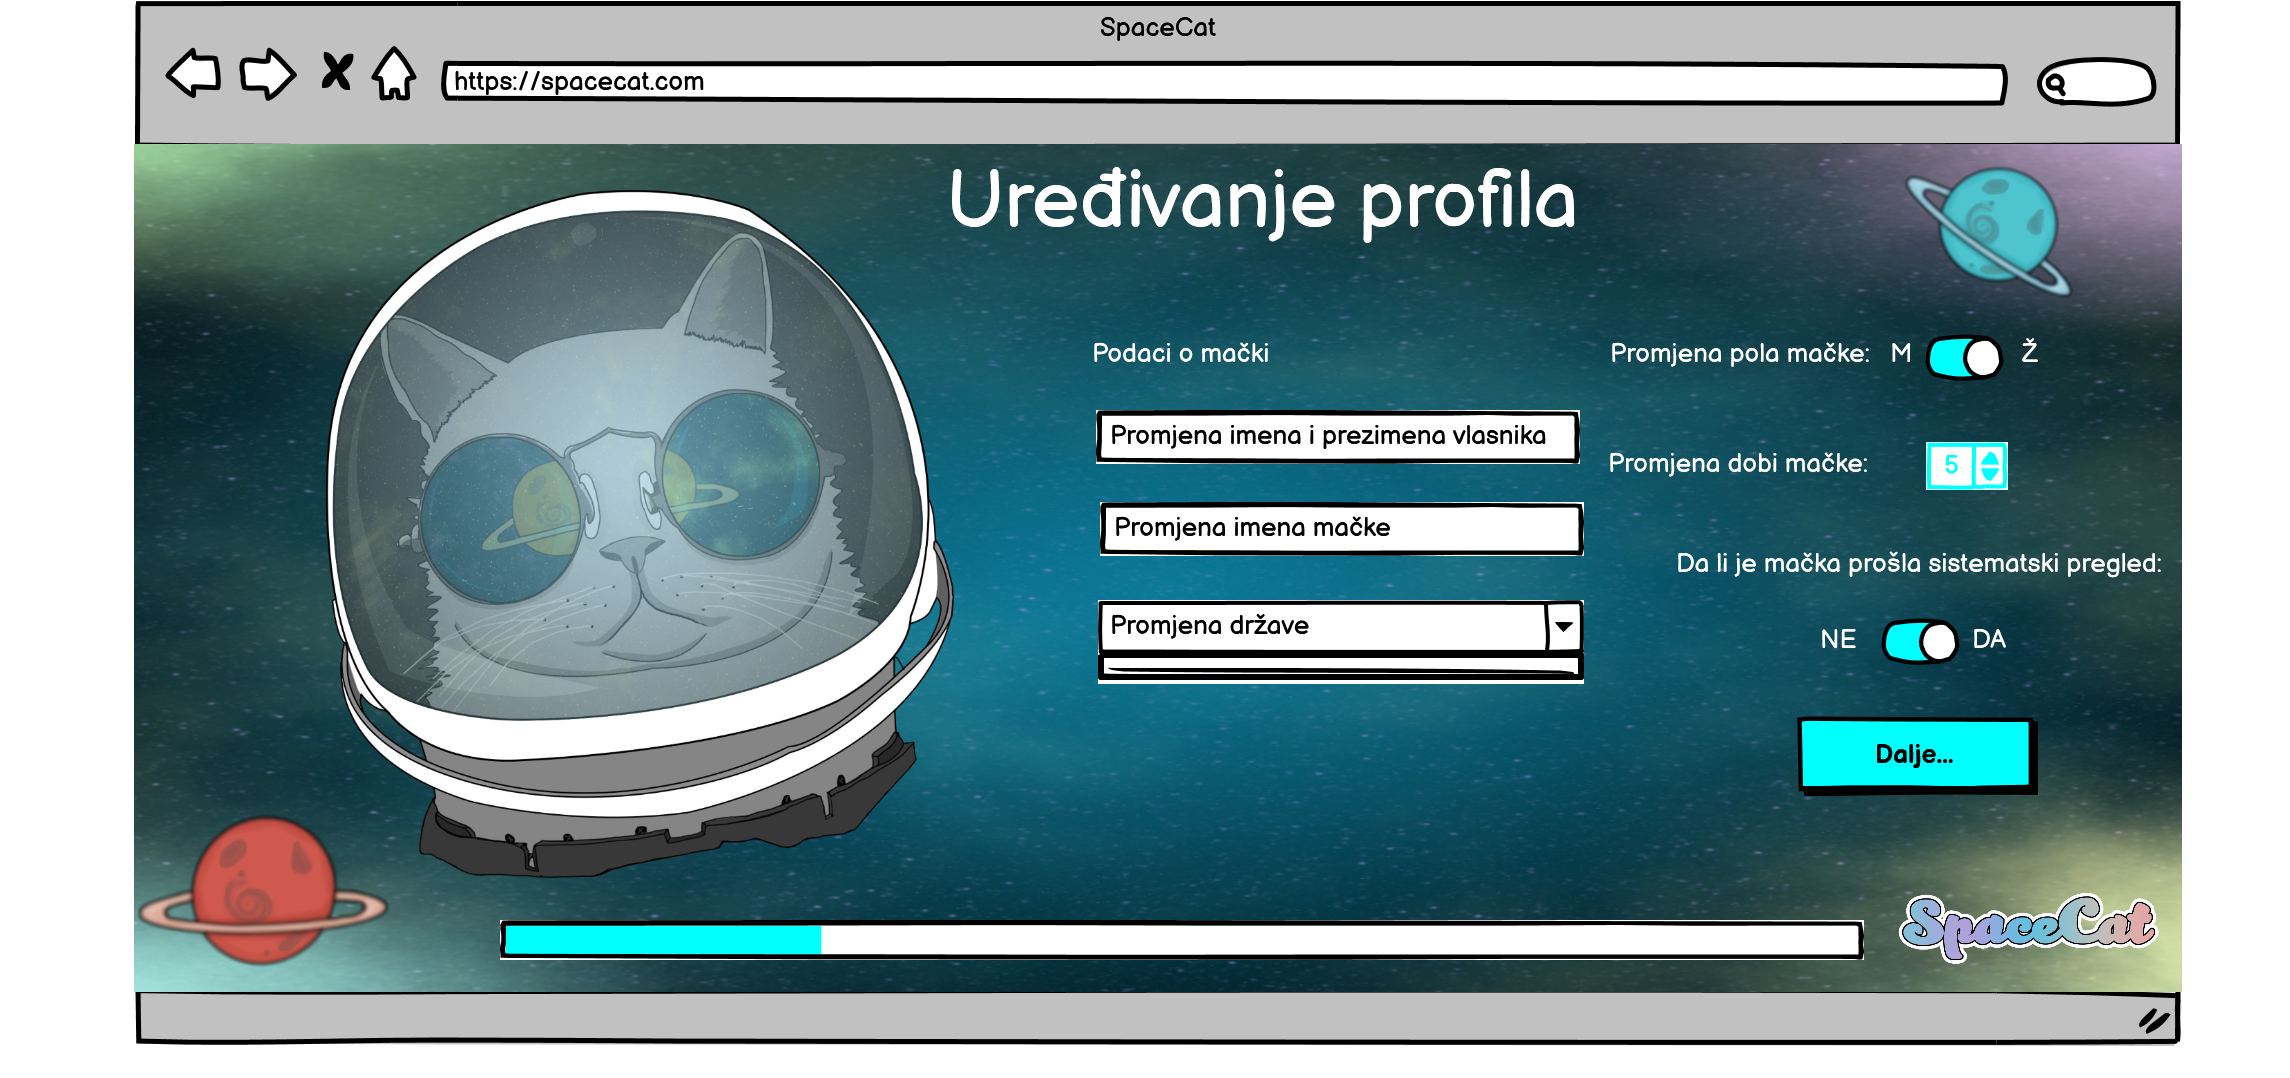 SpaceCat
https://spacecat.com
Uređivanje profila
Podaci o mački
Promjena imena i prezimena vlasnika
Promjena imena mačke
Promjena države
Promjena pola mačke: M Ž
Promjena dobi mačke: 5
Da li je mačka prošla sistematski pregled:
NE DA
Dalje...
SpaceCat